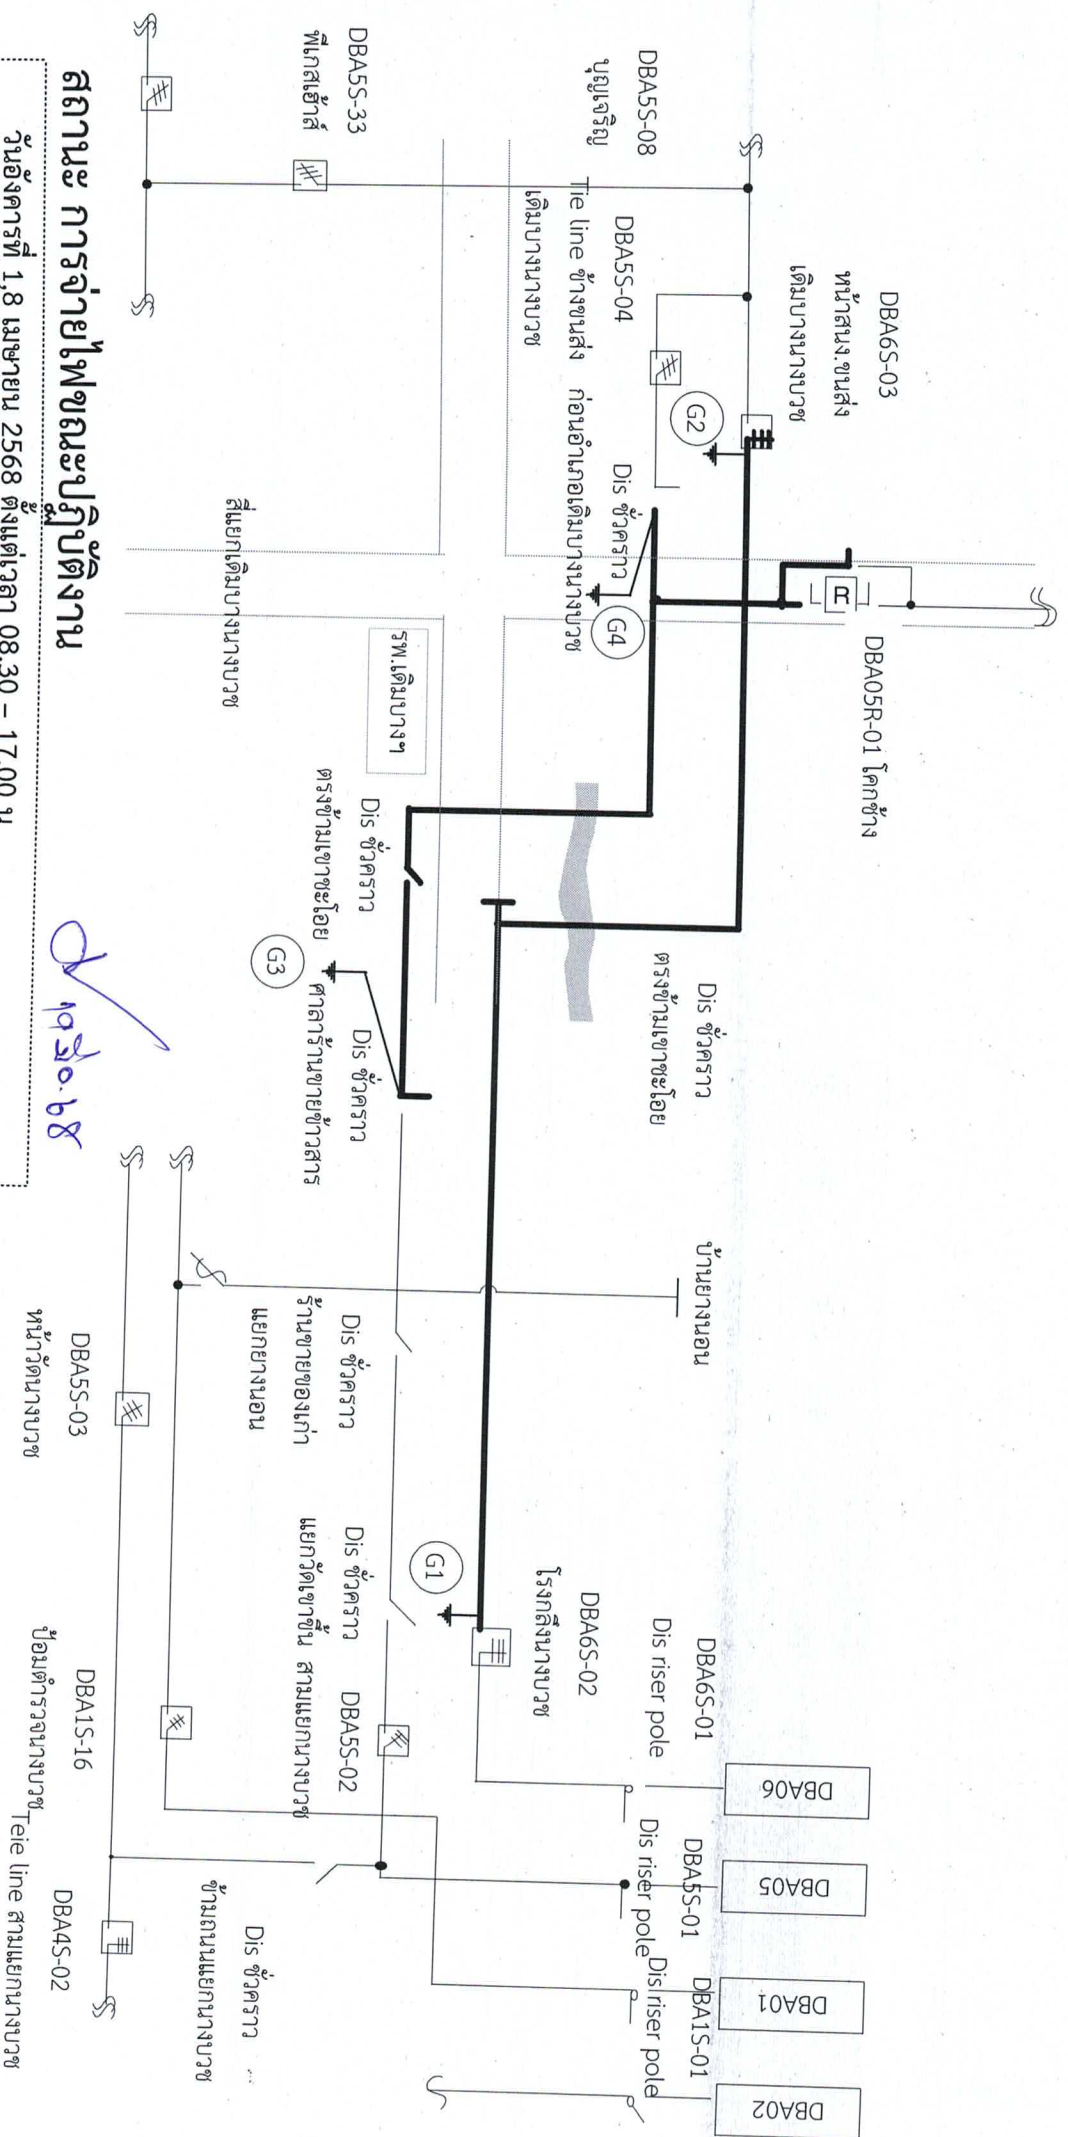 สถานะ การจ่ายไฟขณะปฏิบัติงาน
วันอังคารที่ 1,8 เมษายน 2568 ตั้งแต่เวลา 08.30 – 17.00 น
DBA5S-33
พีเกสเฮ้าส์
DBA5S-08
บุญเจริญ
DBA6S-03
หน้าสนง.ขนส่ง
เดิมบางนางบวช
DBA5S-04
Tie line ข้างขนส่ง ก่อนอำเภอเดิมบางนางบวช
เดิมบางนางบวช
G2
Dis ชั่วคราว
G4
R
DBA05R-01 โคกช้าง
สี่แยกเดิมบางนางบวช
รพ.เดิมบางฯ
Dis ชั่วคราว
ตรงข้ามเขาชะโอย
G3
Dis ชั่วคราว
ศาลาร้านขายข้าวสาร
Dis ชั่วคราว
ตรงข้ามเขาชะโอย
บ้านยางนอน
Dis ชั่วคราว
ร้านขายของเก่า
แยกยางนอน
DBA5S-03
หน้าวัดนางบวช
Dis ชั่วคราว
แยกวัดเขาขึ้น
G1
DBA6S-02
โรงกลึงนางบวช
DBA5S-02
สามแยกนางบวช
DBA1S-16
ป้อมตำรวจนางบวช
DBA4S-02
Teie line สามแยกนางบวช
Dis ชั่วคราว
ข้ามถนนแยกนางบวช
DBA6S-01
Dis riser pole
DBA5S-01
Dis riser pole
DBA1S-01
Dis riser pole
DBA06
DBA05
DBA01
DBA02